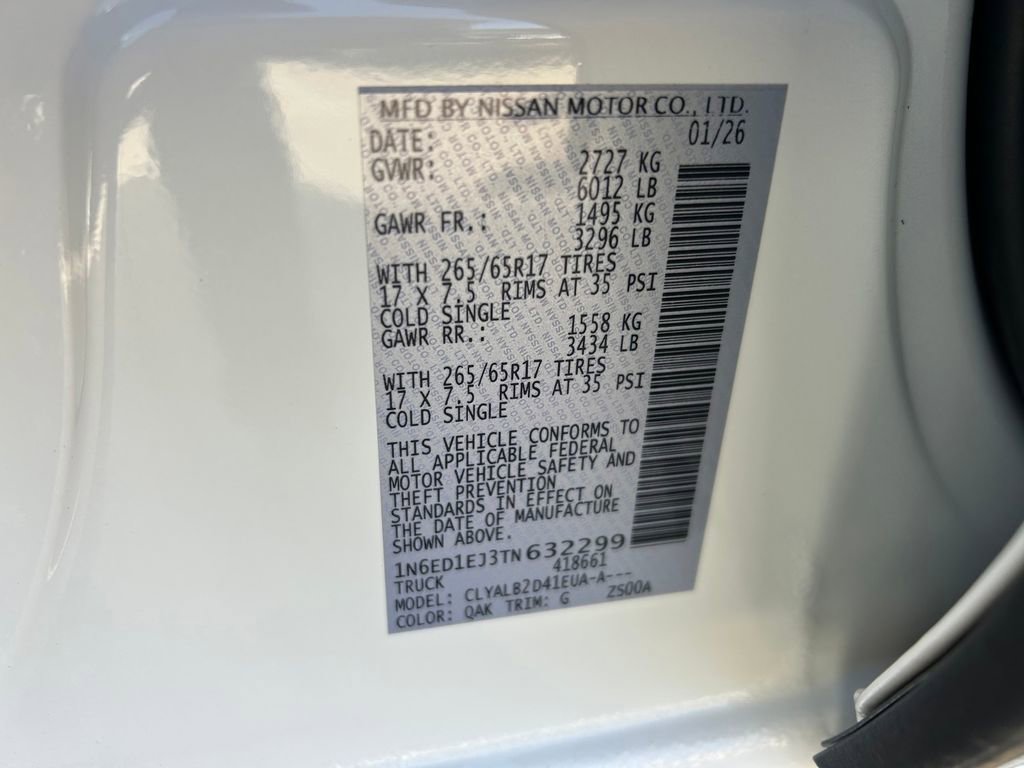 MFD BY NISSAN MOTOR CO., LTD.
DATE: 01/26
GVWR: 2727 KG
6012 LB
GAWR FR.: 1495 KG
3296 LB
WITH 265/65R17 TIRES
17 X 7.5 RIMS AT 35 PSI
COLD SINGLE
GAWR RR.: 1558 KG
3434 LB
WITH 265/65R17 TIRES
17 X 7.5 RIMS AT 35 PSI
COLD SINGLE
THIS VEHICLE CONFORMS TO
ALL APPLICABLE FEDERAL
MOTOR VEHICLE SAFETY AND
THEFT PREVENTION
STANDARDS IN EFFECT ON
THE DATE OF MANUFACTURE
SHOWN ABOVE.
1N6ED1EJ3TN632299
TRUCK 418661
MODEL: CLYALB2D41EUA-A---
COLOR: QAK TRIM: G ZS00A